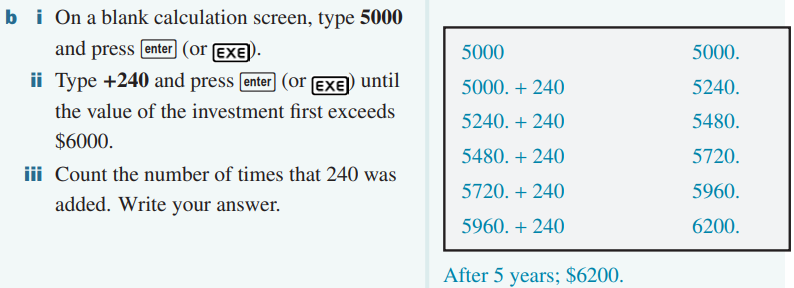 b i On a blank calculation screen, type 5000
and press enter (or EXE).
ii Type +240 and press enter (or EXE) until
the value of the investment first exceeds
$6000.
iii Count the number of times that 240 was
added. Write your answer.
5000 5000.
5000. + 240 5240.
5240. + 240 5480.
5480. + 240 5720.
5720. + 240 5960.
5960. + 240 6200.
After 5 years; $6200.